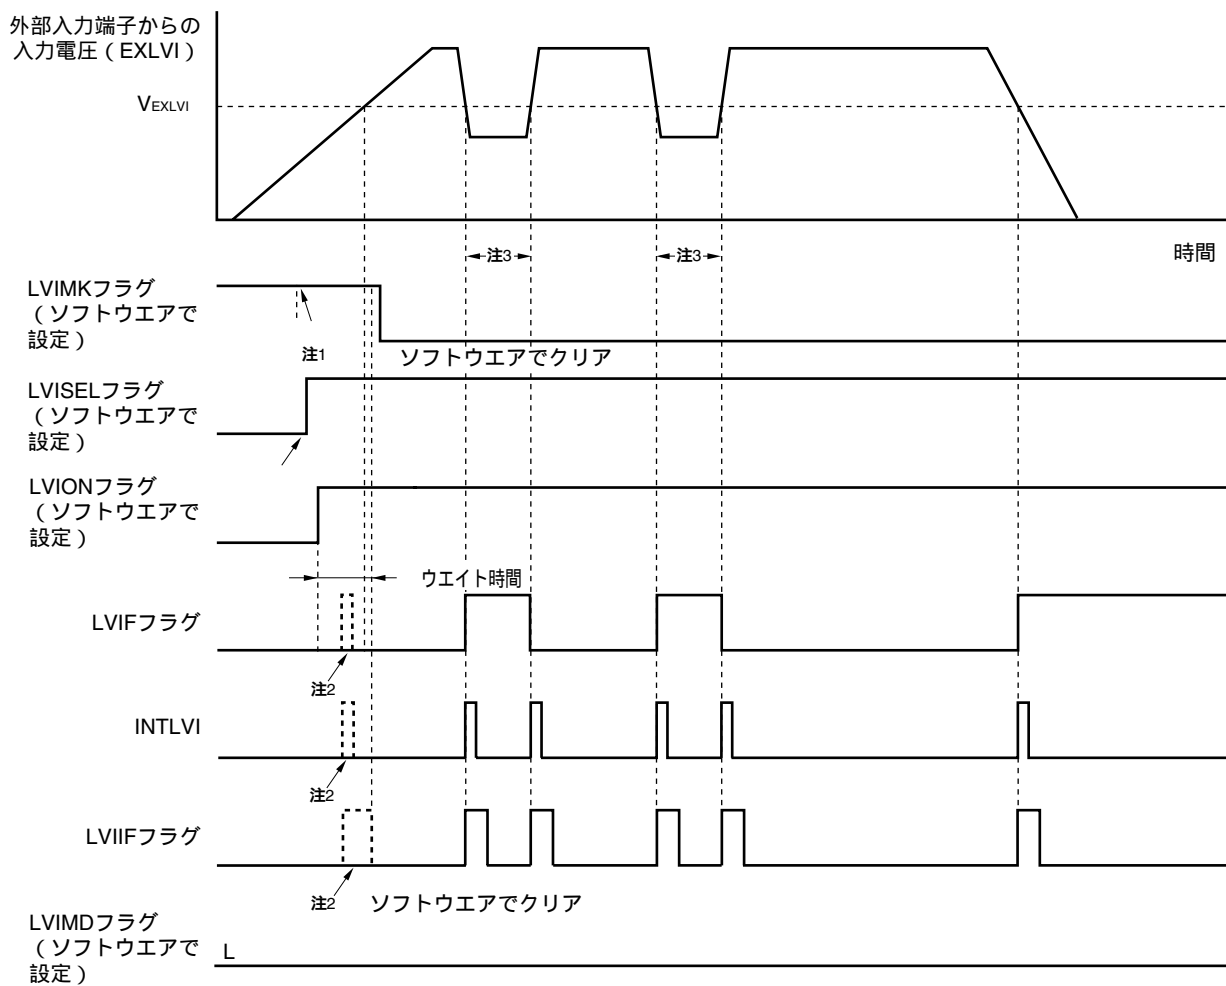 外部入力端子からの
入力電圧（EXLVI）
VEXLVI
注3
注3
時間
LVIMKフラグ
（ソフトウエアで
設定）
注1
ソフトウエアでクリア
LVISELフラグ
（ソフトウエアで
設定）
LVIONフラグ
（ソフトウエアで
設定）
ウエイト時間
LVIFフラグ
注2
INTLVI
注2
LVIIFフラグ
注2
ソフトウエアでクリア
LVIMDフラグ
（ソフトウエアで
設定）
L